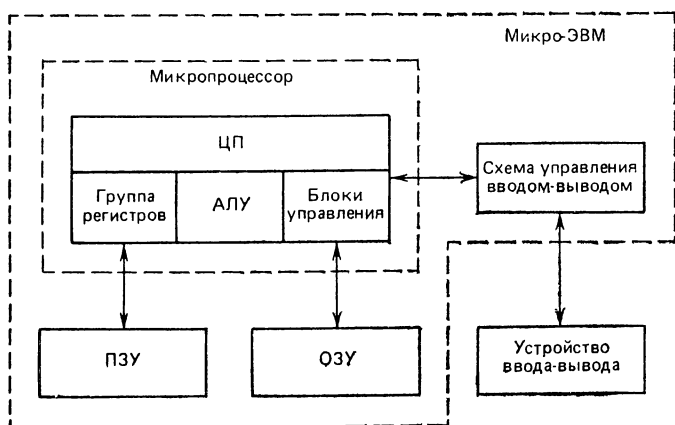 Микро-ЭВМ
Микропроцессор
ЦП
Группа
регистров
АЛУ
Блоки
управления
Схема управления
вводом-выводом
ПЗУ
ОЗУ
Устройство
ввода-вывода